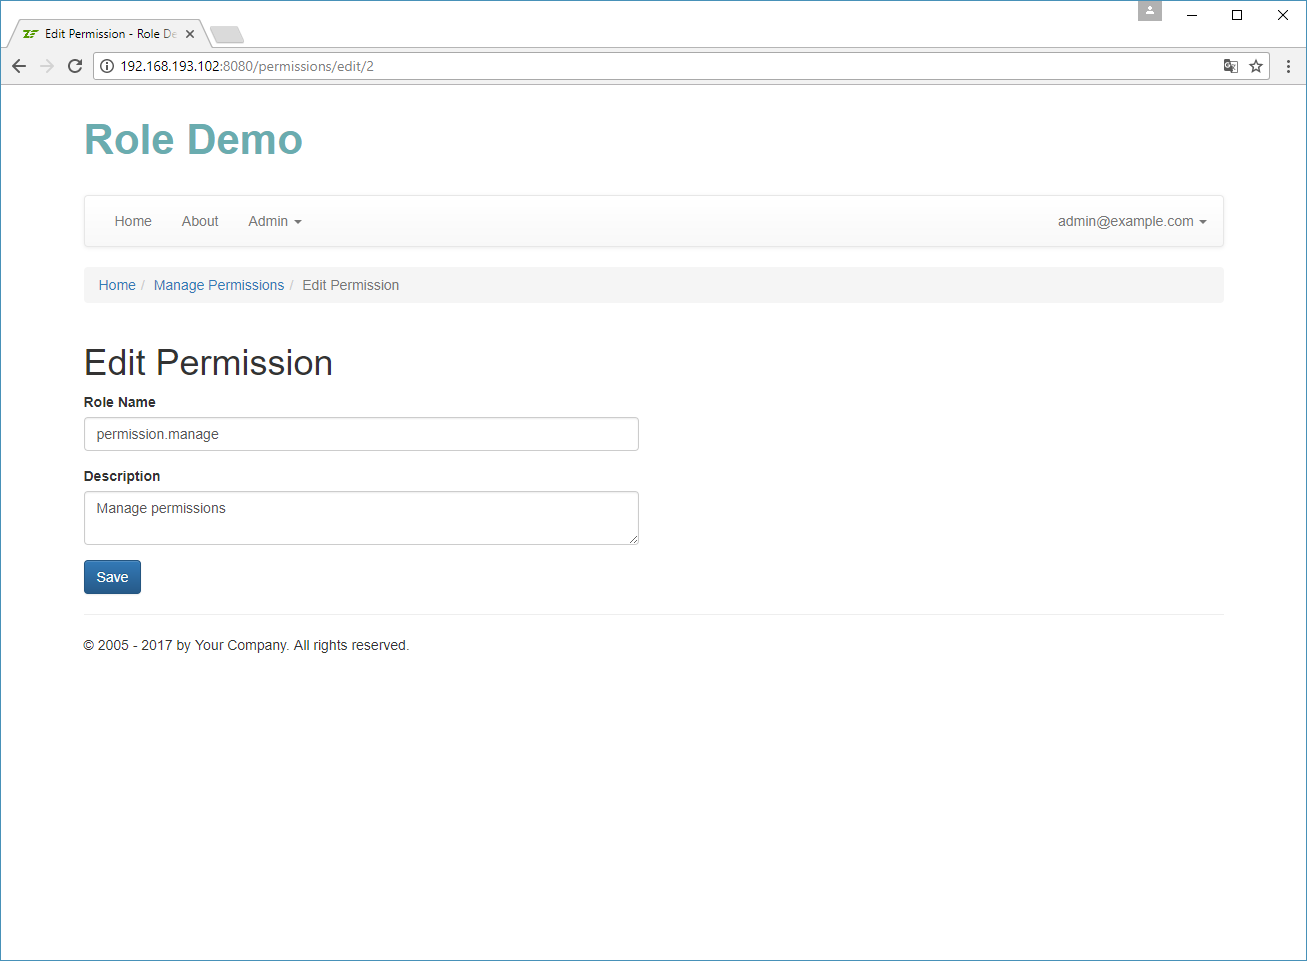 Edit Permission - Role De
192.168.193.102:8080/permissions/edit/2
Role Demo
Home About Admin admin@example.com
Home / Manage Permissions / Edit Permission
Edit Permission
Role Name
permission.manage
Description
Manage permissions
Save
© 2005 - 2017 by Your Company. All rights reserved.